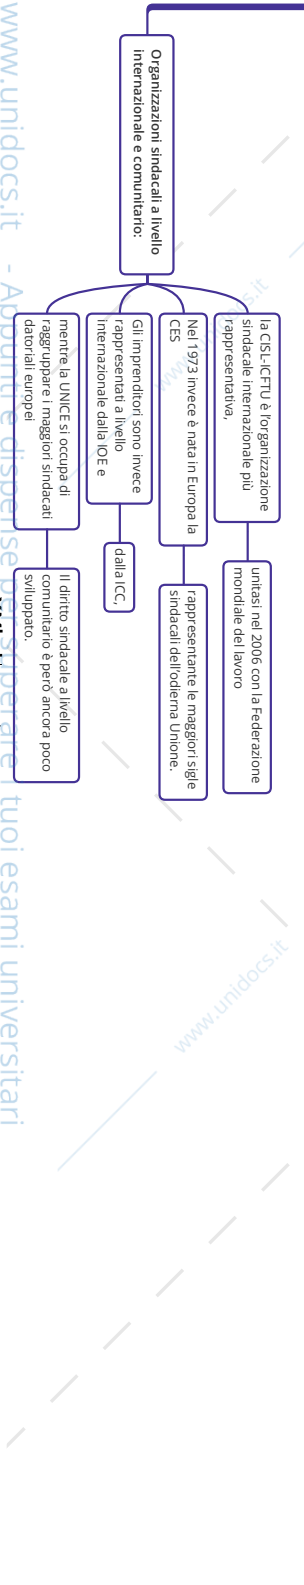 Organizzazioni sindacali a livello
internazionale e comunitario:
la CISL-ICFTU è l'organizzazione
sindacale internazionale più
rappresentativa,
unitasi nel 2006 con la Federazione
mondiale del lavoro
Nel 1973 invece è nata in Europa la
CES
rappresentante le maggiori sigle
sindacali dell'odierna Unione.
Gli imprenditori sono invece
rappresentati a livello
internazionale dalla IOE e
dalla ICC,
mentre la UNICE si occupa di
raggruppare i maggiori sindacati
datoriali europei
Il diritto sindacale a livello
comunitario è però ancora poco
sviluppato.
www.unidocs.it - Appunti e dispense per superare i tuoi esami universitari
www.unidocs.it
www.unidocs.it